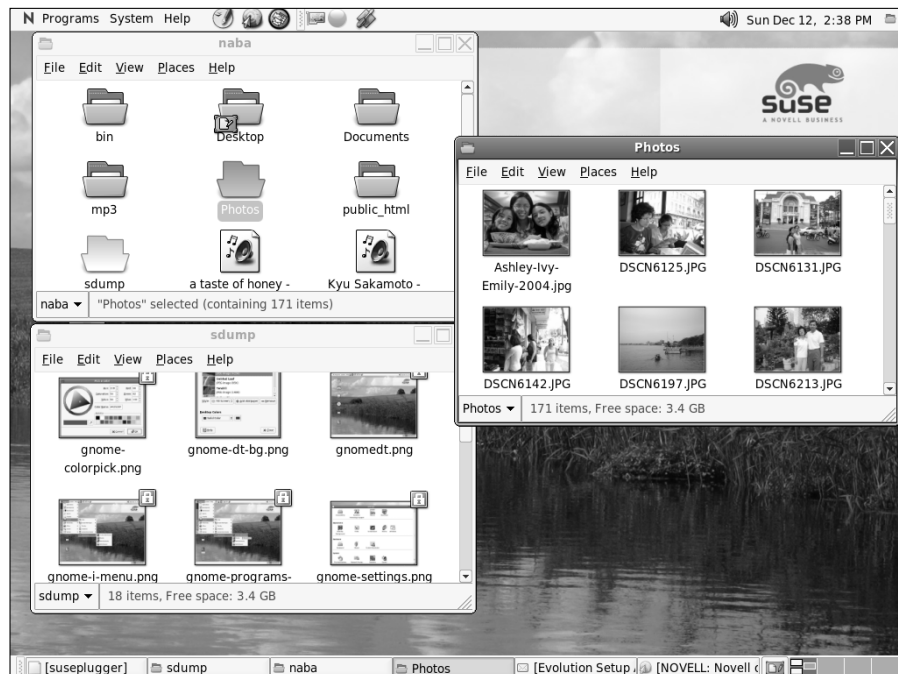 N Programs System Help
Sun Dec 12, 2:38 PM
naba
File Edit View Places Help
bin
Desktop
Documents
mp3
Photos
public_html
sdump
a taste of honey -
Kyu Sakamoto -
naba
"Photos" selected (containing 171 items)
suse
A NOVELL BUSINESS
Photos
File Edit View Places Help
Ashley-Ivy-
Emily-2004.jpg
DSCN6125.JPG
DSCN6131.JPG
DSCN6142.JPG
DSCN6197.JPG
DSCN6213.JPG
Photos
171 items, Free space: 3.4 GB
sdump
File Edit View Places Help
gnome-
colorpick.png
gnome-dt-bg.png
gnomedt.png
gnome-i-menu.png
gnome-programs-
gnome-settings.png
sdump
18 items, Free space: 3.4 GB
[suseplugger]
sdump
naba
Photos
[Evolution Setup
[NOVELL: Novell